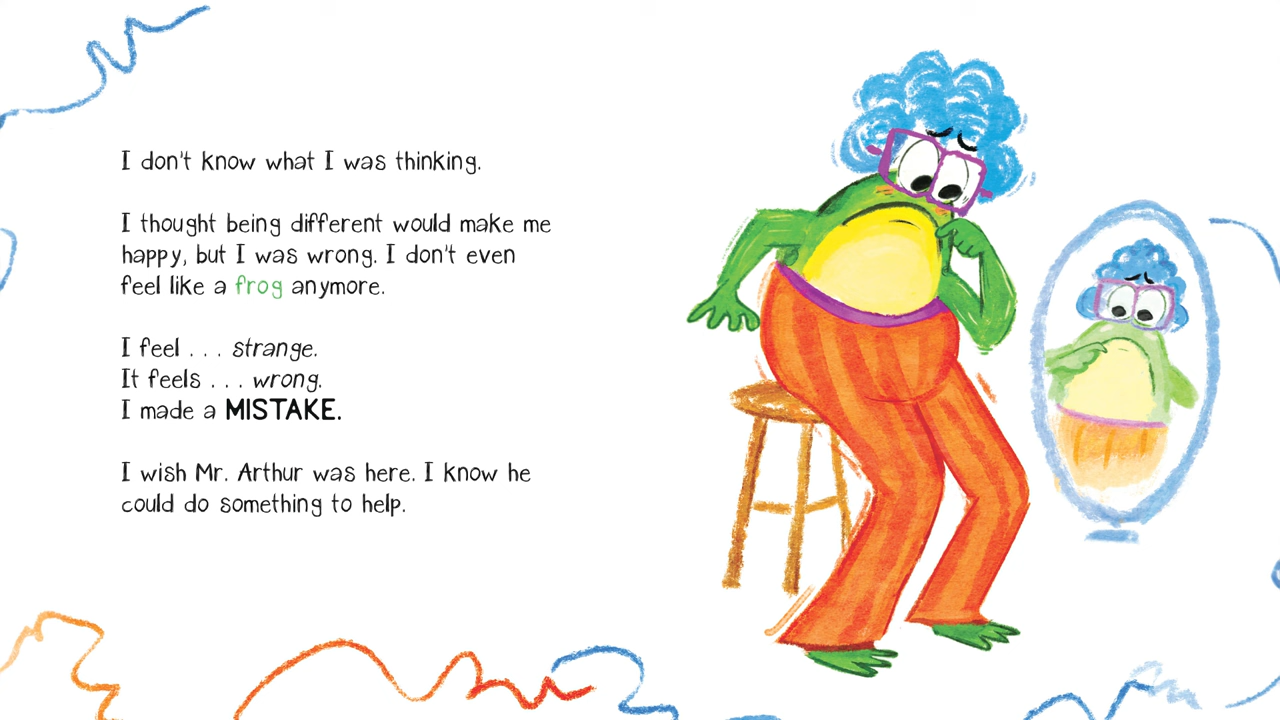 I don't know what I was thinking.
I thought being different would make me
happy, but I was wrong. I don't even
feel like a frog anymore.
I feel . . . strange.
It feels . . . wrong.
I made a MISTAKE.
I wish Mr. Arthur was here. I know he
could do something to help.